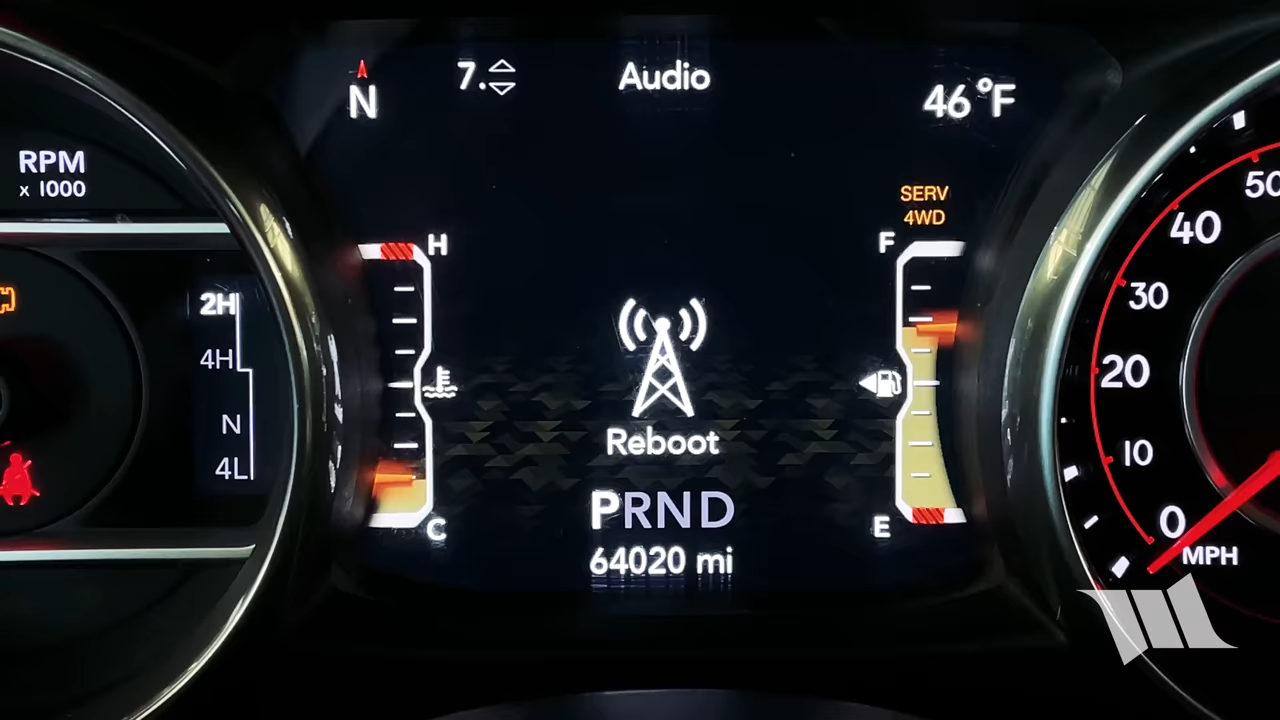 N
7.
Audio
46°F
RPM
x 1000
SERV
4WD
H
F
2H
4H
N
4L
C
E
Reboot
PRND
64020 mi
50
40
30
20
10
0
MPH